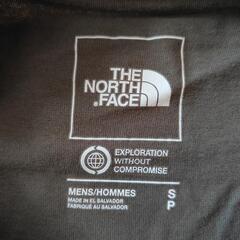 THE
NORTH
FACE
EXPLORATION
WITHOUT
COMPROMISE
MENS/HOMMES
MADE IN EL SALVADOR
FABRIQUÉ AU SALVADOR
S
P